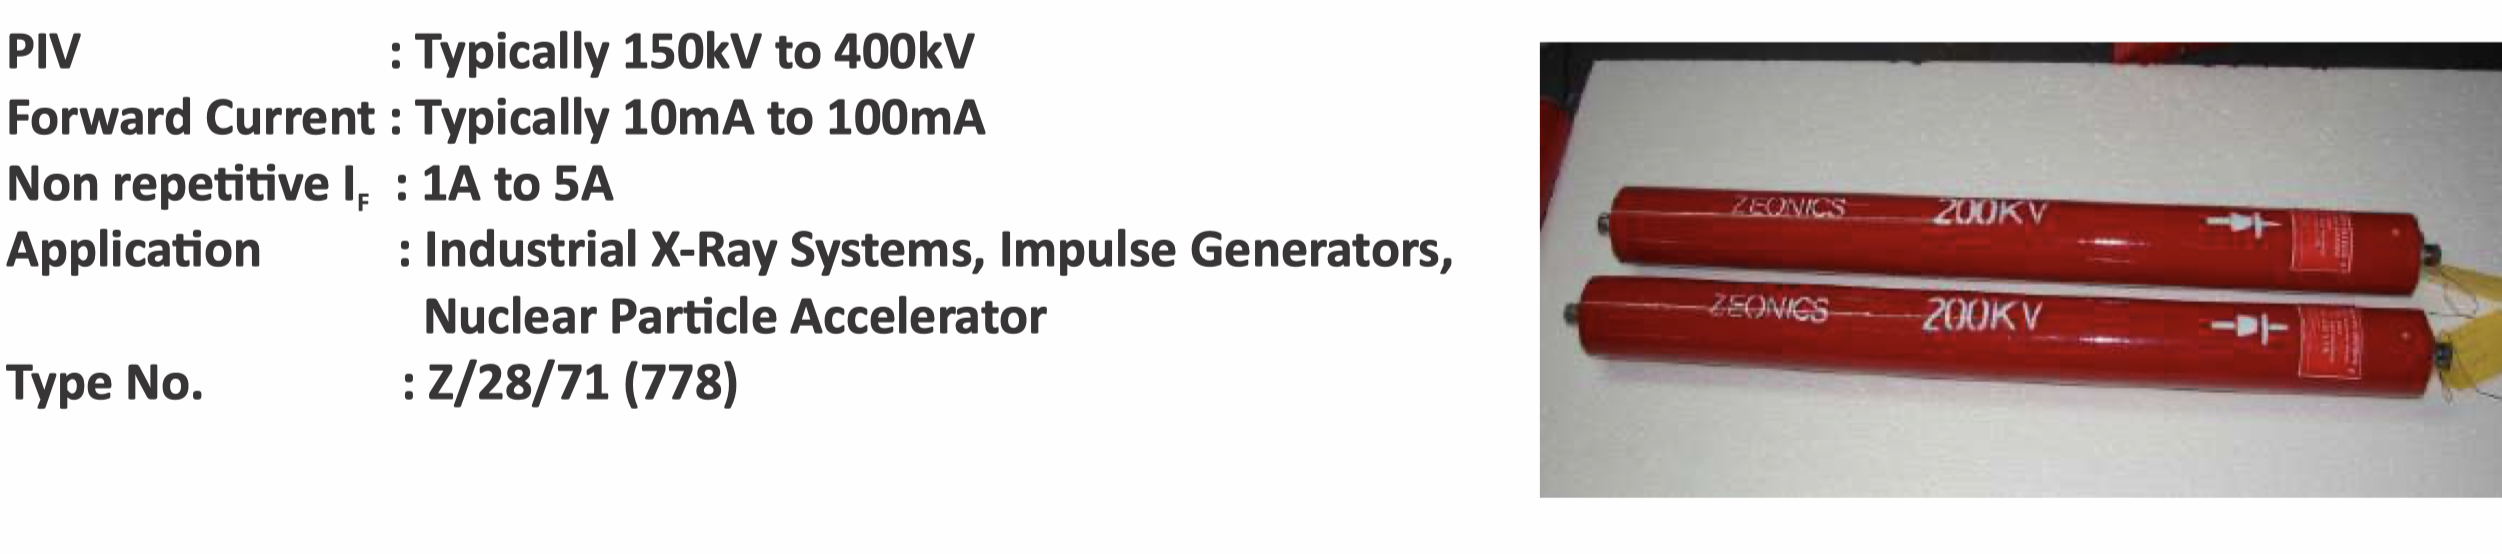 PIV : Typically 150kV to 400kV
Forward Current : Typically 10mA to 100mA
Non repetitive IF : 1A to 5A
Application : Industrial X-Ray Systems, Impulse Generators,
Nuclear Particle Accelerator
Type No. : Z/28/71 (778)
ZEONICS 200KV
ZEONICS 200KV